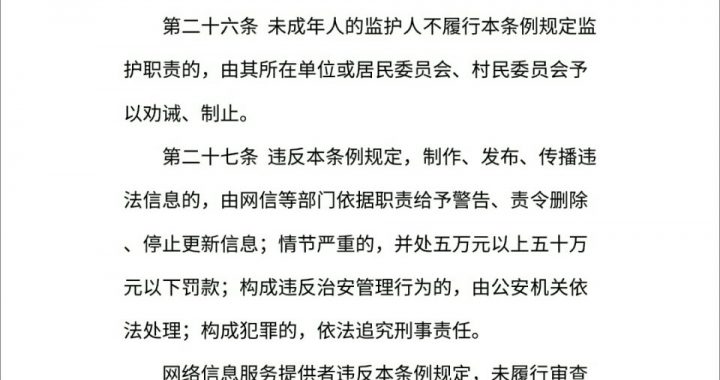 第二十六条 未成年人的监护人不履行本条例规定监
护职责的，由其所在单位或居民委员会、村民委员会予
以劝诫、制止。
第二十七条 违反本条例规定，制作、发布、传播违
法信息的，由网信等部门依据职责给予警告、责令删除
、停止更新信息；情节严重的，并处五万元以上五十万
元以下罚款；构成违反治安管理行为的，由公安机关依
法处理；构成犯罪的，依法追究刑事责任。
网络信息服务提供者违反本条例规定，未履行审查